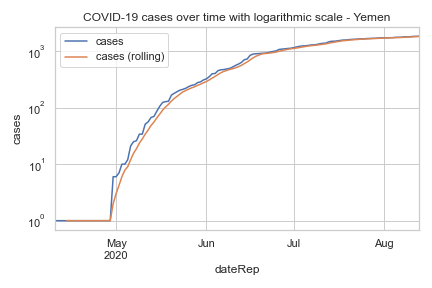 COVID-19 cases over time with logarithmic scale - Yemen
cases
cases (rolling)
10³
10²
10¹
10⁰
cases
May
2020
Jun
Jul
Aug
dateRep